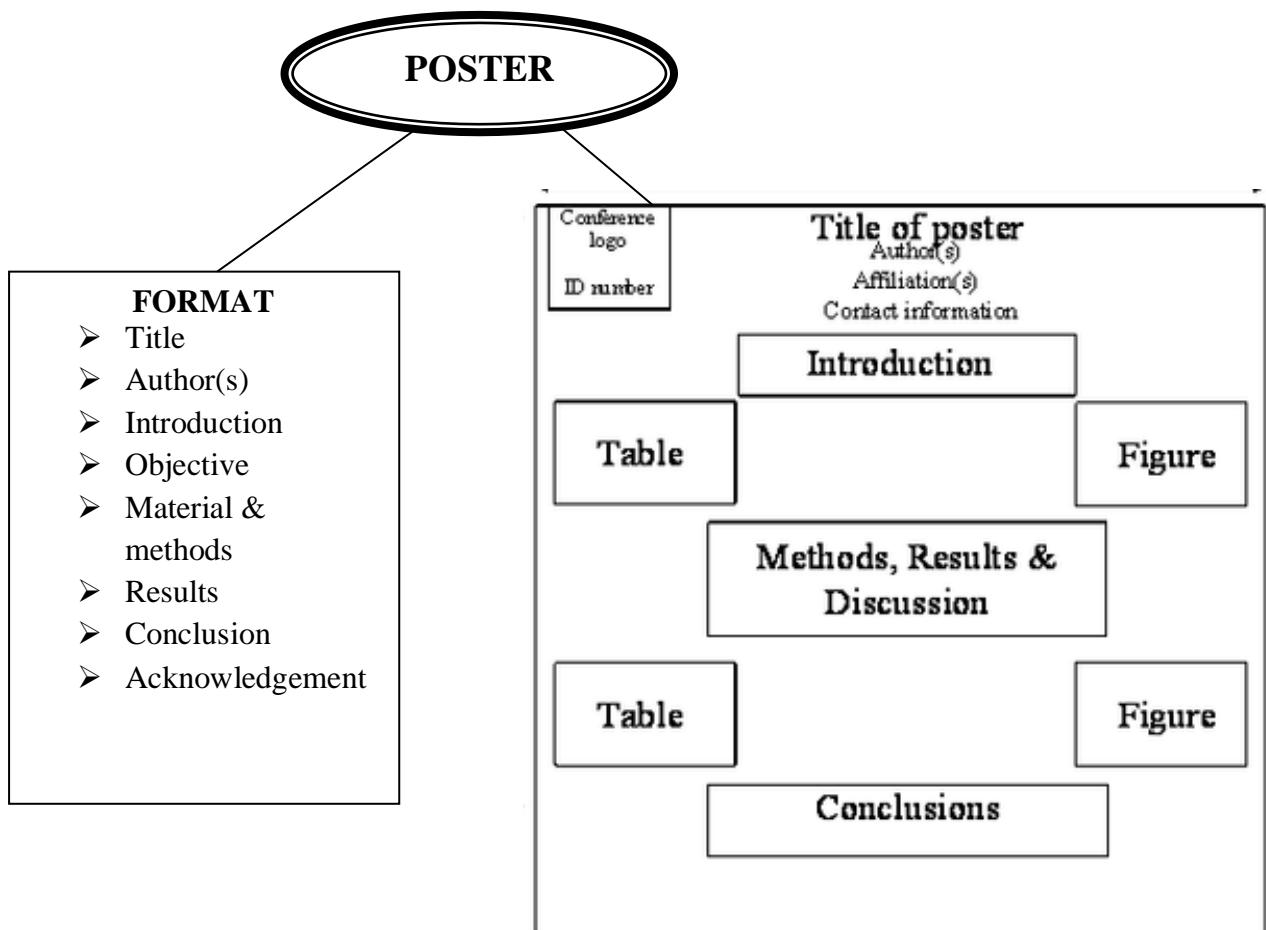 POSTER
FORMAT
Title
Author(s)
Introduction
Objective
Material &
methods
Results
Conclusion
Acknowledgement
Conference
logo
ID number
Title of poster
Author(s)
Affiliation(s)
Contact information
Introduction
Table
Figure
Methods, Results &
Discussion
Table
Figure
Conclusions